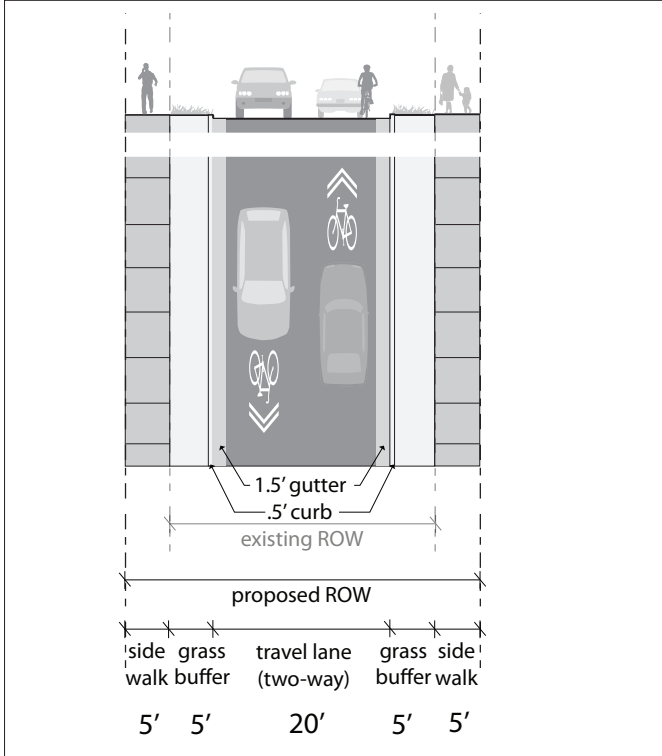 1.5’ gutter
.5’ curb
existing ROW
proposed ROW
side walk
grass buffer
travel lane (two-way)
grass buffer
side walk
5’ 5’ 20’ 5’ 5’